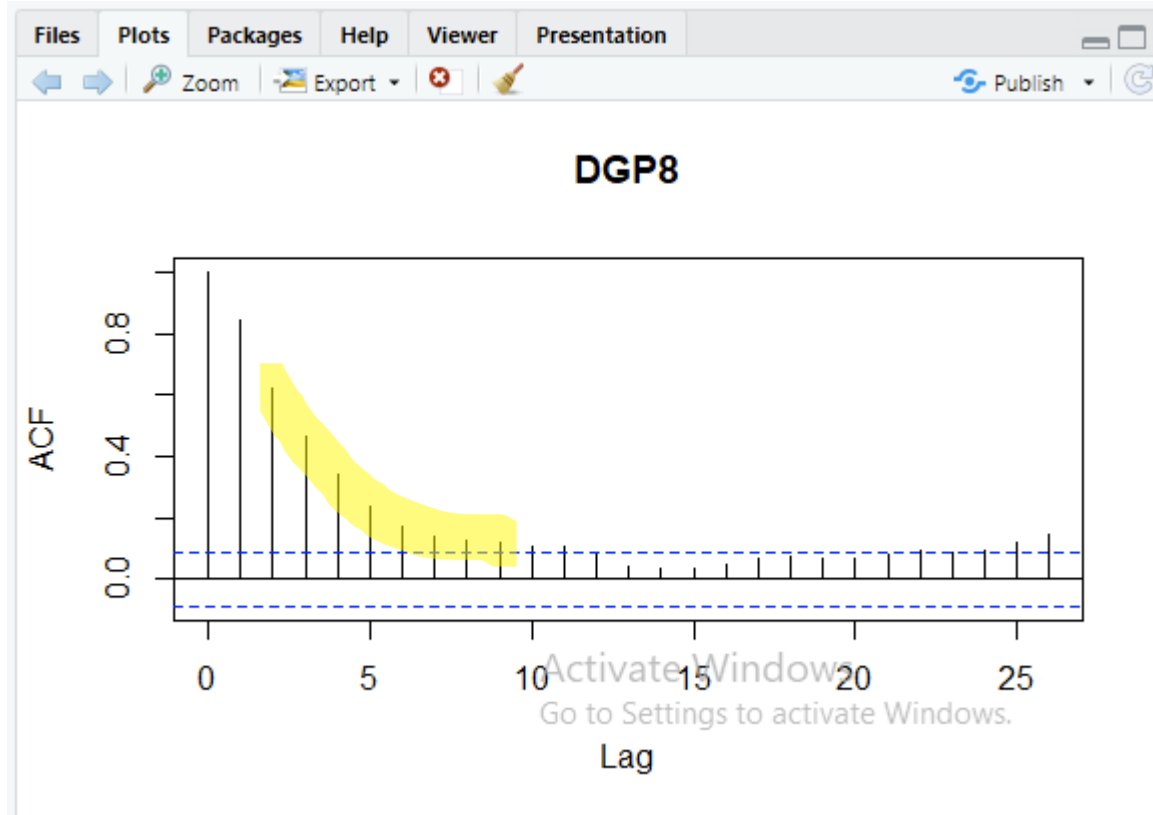 Files Plots Packages Help Viewer Presentation
Zoom Export Publish
DGP8
ACF
0.8
0.4
0.0
0 5 10 15 20 25
Activate Windows
Go to Settings to activate Windows.
Lag